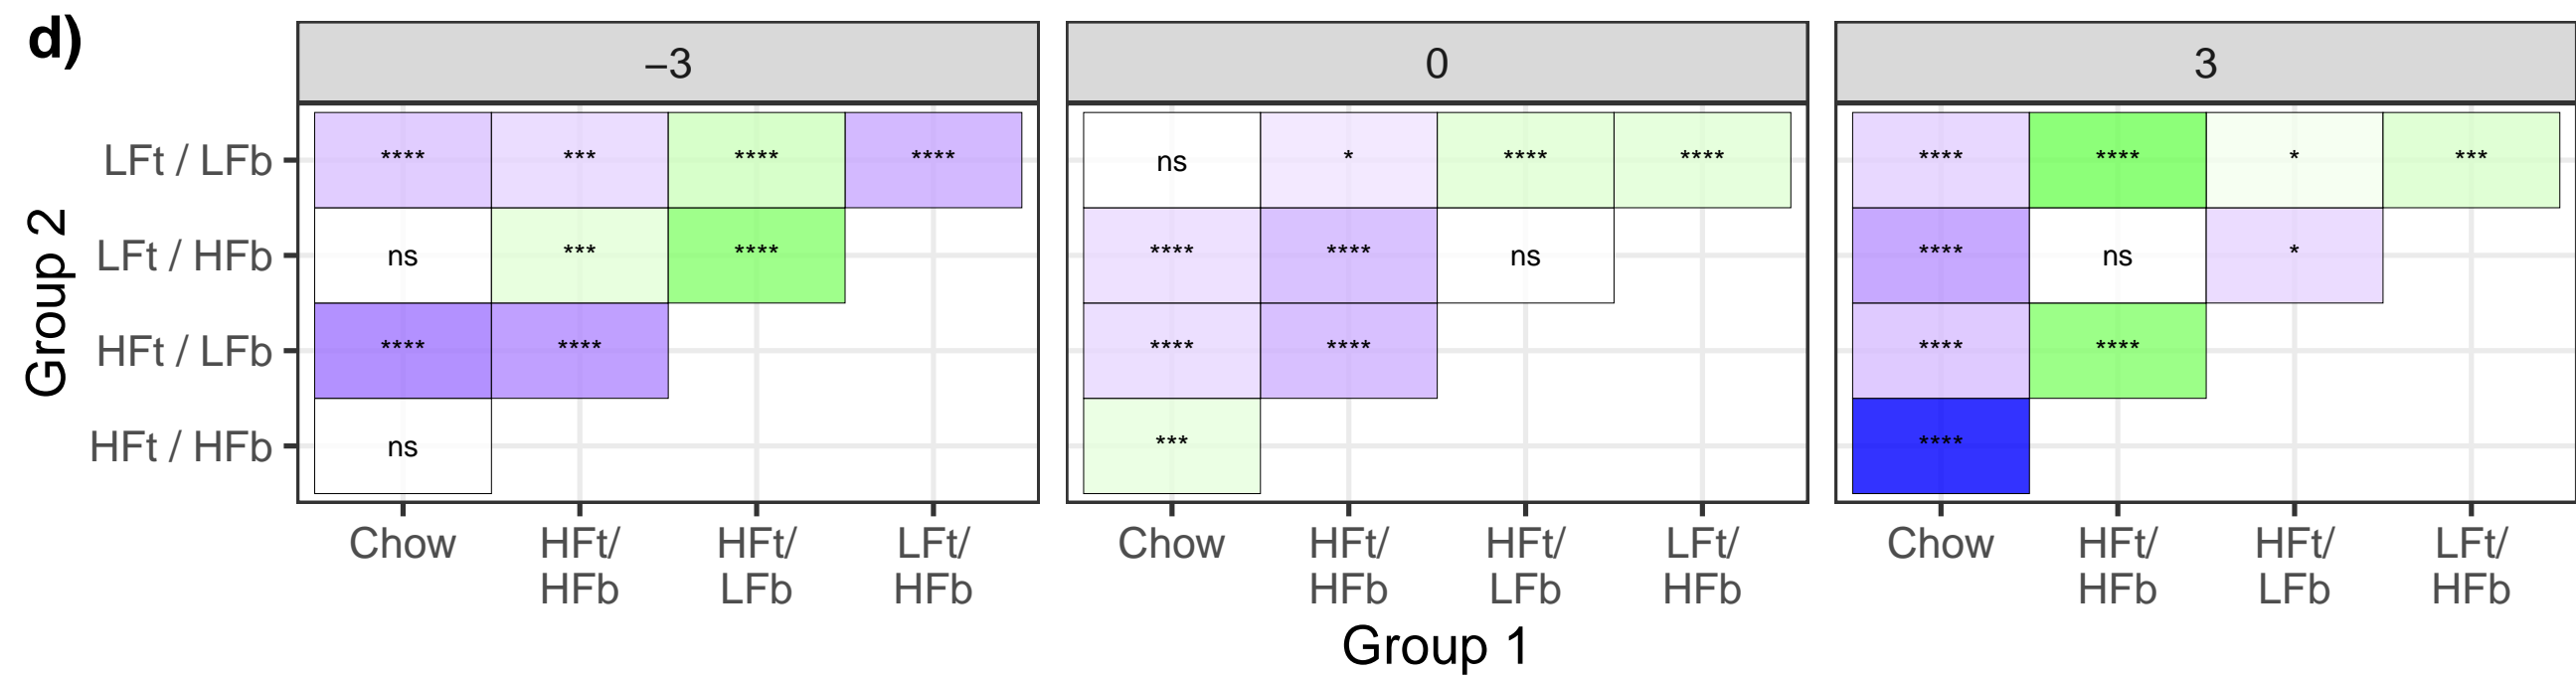 d)
–3 0 3
LFt / LFb **** *** **** **** ns * **** **** **** **** * ***
LFt / HFb ns *** **** **** **** ns **** ns *
HFt / LFb **** **** **** **** **** ****
HFt / HFb ns *** ****
Group 2
Chow HFt/ HFt/ LFt/ Chow HFt/ HFt/ LFt/ Chow HFt/ HFt/ LFt/
HFb LFb HFb HFb LFb HFb HFb LFb HFb
Group 1